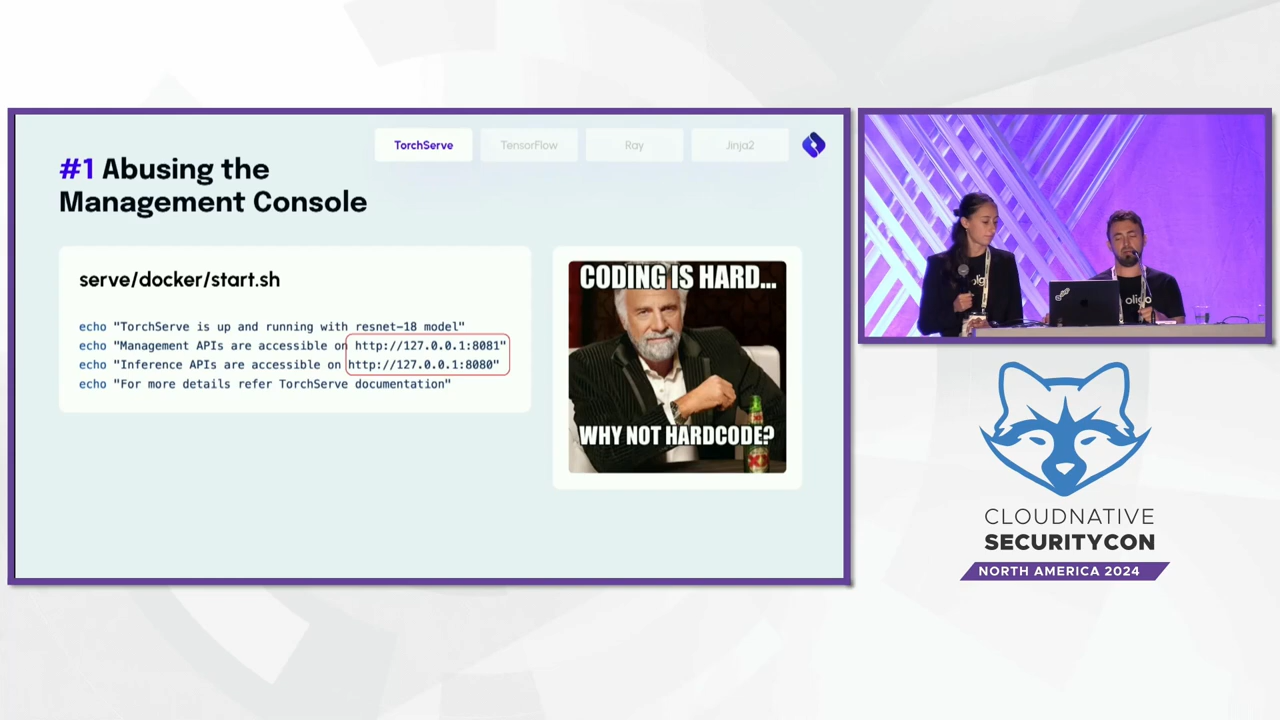 TorchServe
TensorFlow
Ray
Jinja2
#1 Abusing the
Management Console
serve/docker/start.sh
echo "TorchServe is up and running with resnet-18 model"
echo "Management APIs are accessible on http://127.0.0.1:8081"
echo "Inference APIs are accessible on http://127.0.0.1:8080"
echo "For more details refer TorchServe documentation"
CODING IS HARD...
WHY NOT HARDCODE?
CLOUDNATIVE
SECURITYCON
NORTH AMERICA 2024